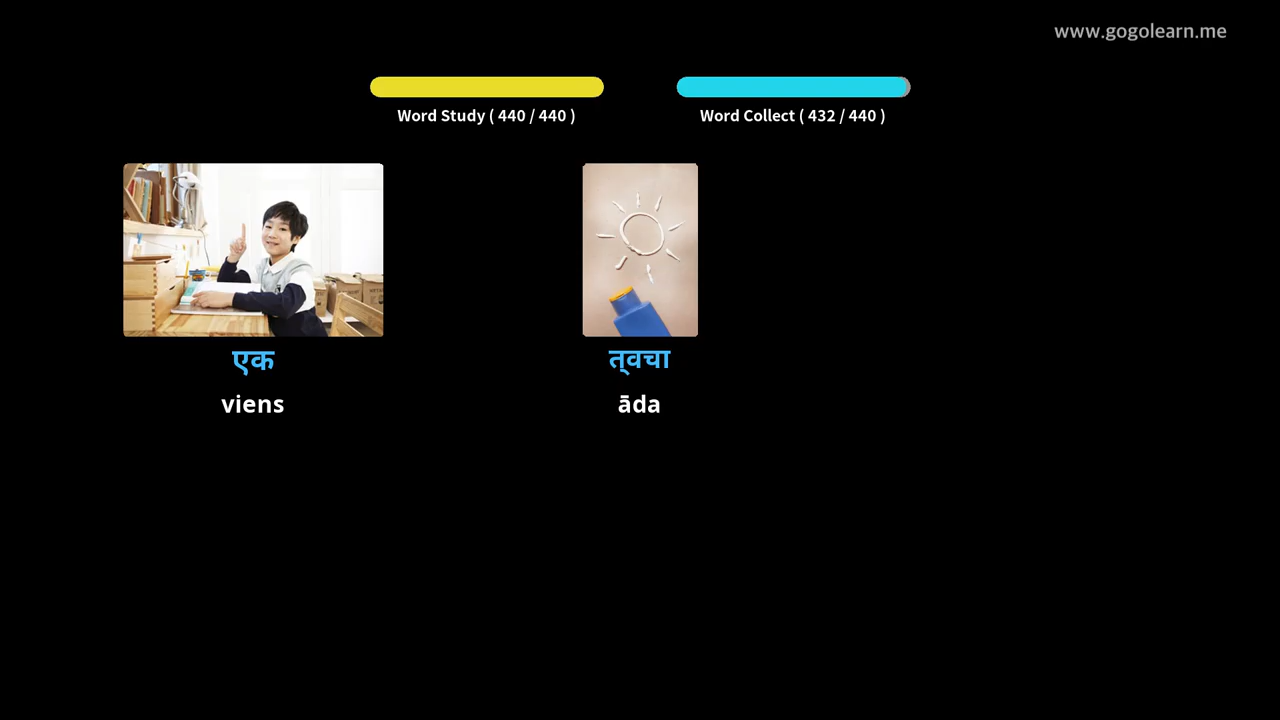 www.gogolearn.me
Word Study ( 440 / 440 )
Word Collect ( 432 / 440 )
एक
त्वचा
viens
āda